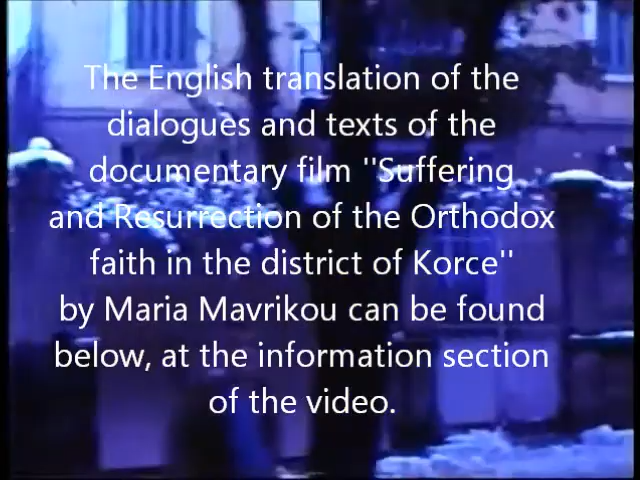 The English translation of the
dialogues and texts of the
documentary film ''Suffering
and Resurrection of the Orthodox
faith in the district of Korce''
by Maria Mavrikou can be found
below, at the information section
of the video.